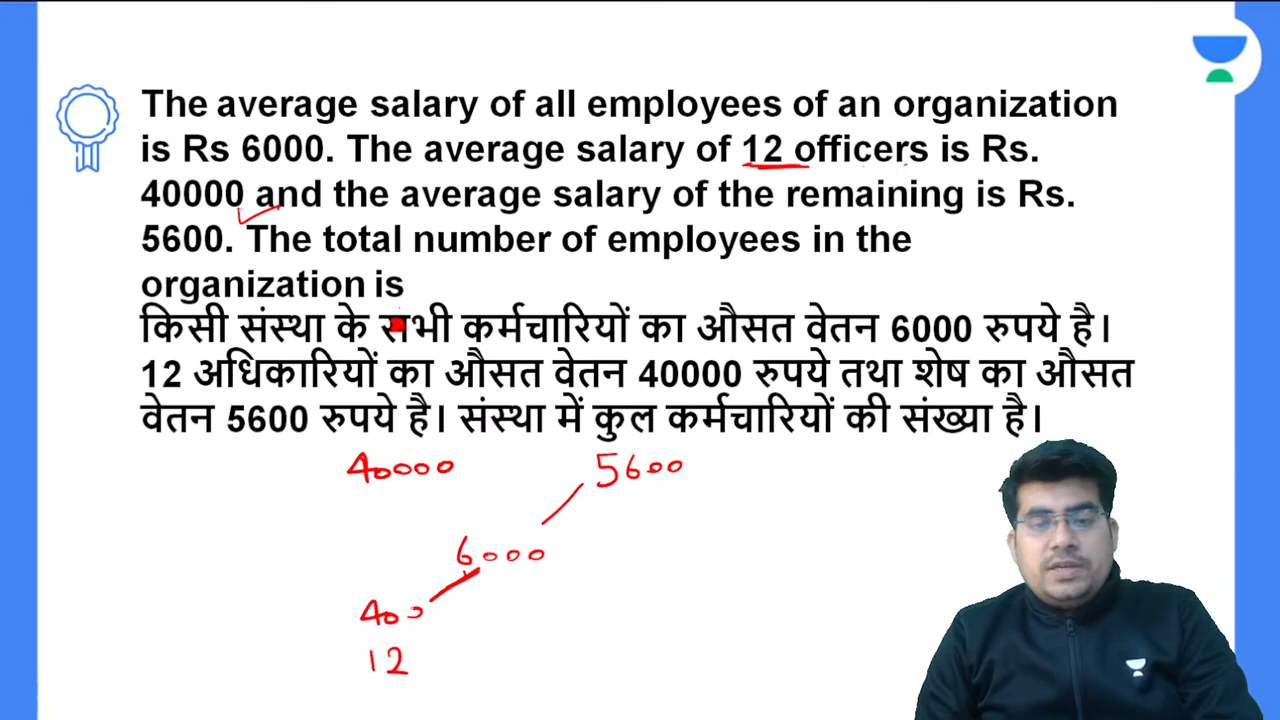 The average salary of all employees of an organization
is Rs 6000. The average salary of 12 officers is Rs.
40000 and the average salary of the remaining is Rs.
5600. The total number of employees in the
organization is
किसी संस्था के सभी कर्मचारियों का औसत वेतन 6000 रुपये है।
12 अधिकारियों का औसत वेतन 40000 रुपये तथा शेष का औसत
वेतन 5600 रुपये है। संस्था में कुल कर्मचारियों की संख्या है।
40000 5600
6000
400
12